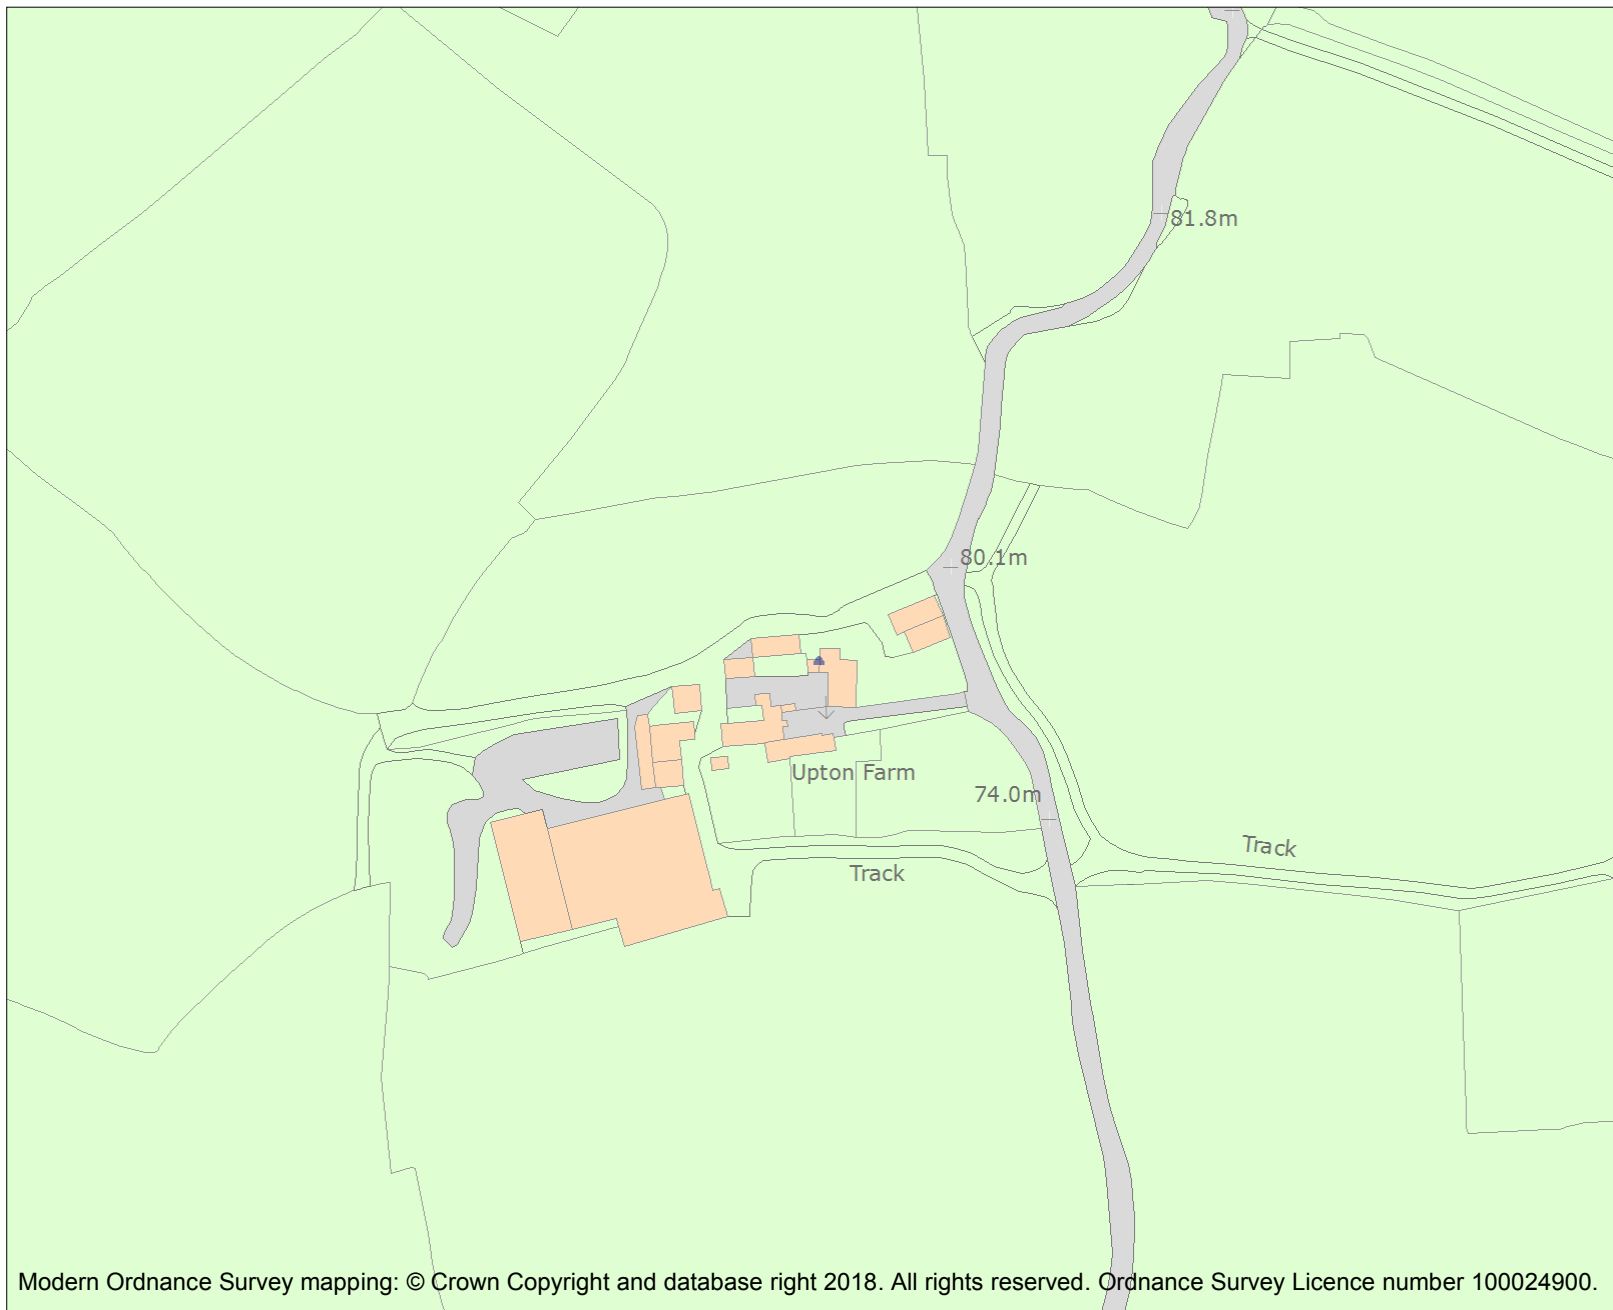 81.8m
80.1m
Upton Farm
74.0m
Track
Track
Modern Ordnance Survey mapping: © Crown Copyright and database right 2018. All rights reserved. Ordnance Survey Licence number 100024900.